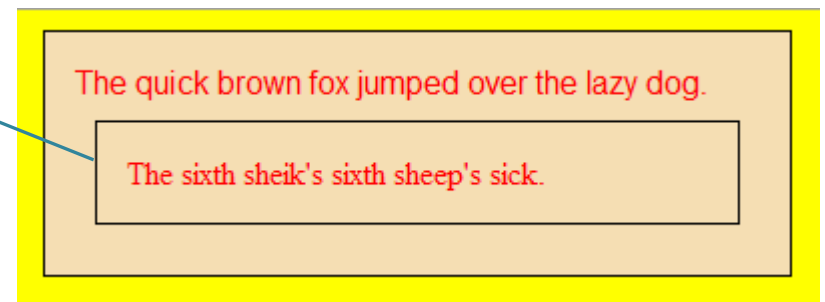 The quick brown fox jumped over the lazy dog.
The sixth sheik's sixth sheep's sick.